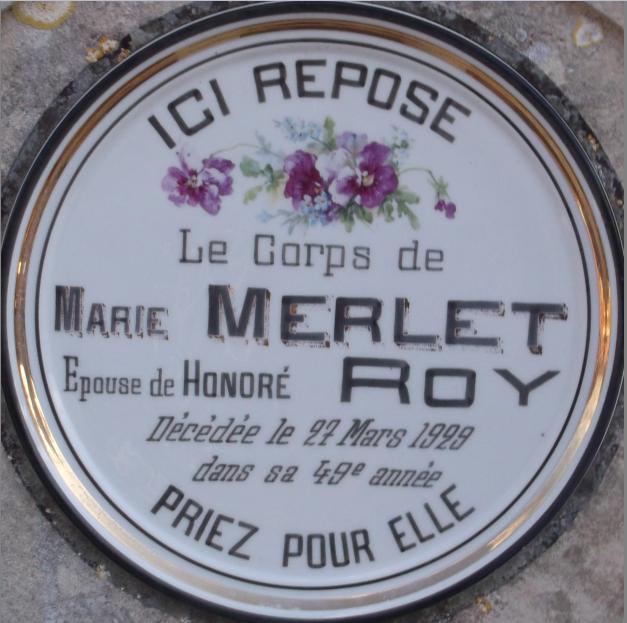 ICI REPOSE
Le Corps de
MARIE MERLET
Epouse de HONORÉ ROY
Décédée le 27 Mars 1929
dans sa 49e année
PRIEZ POUR ELLE